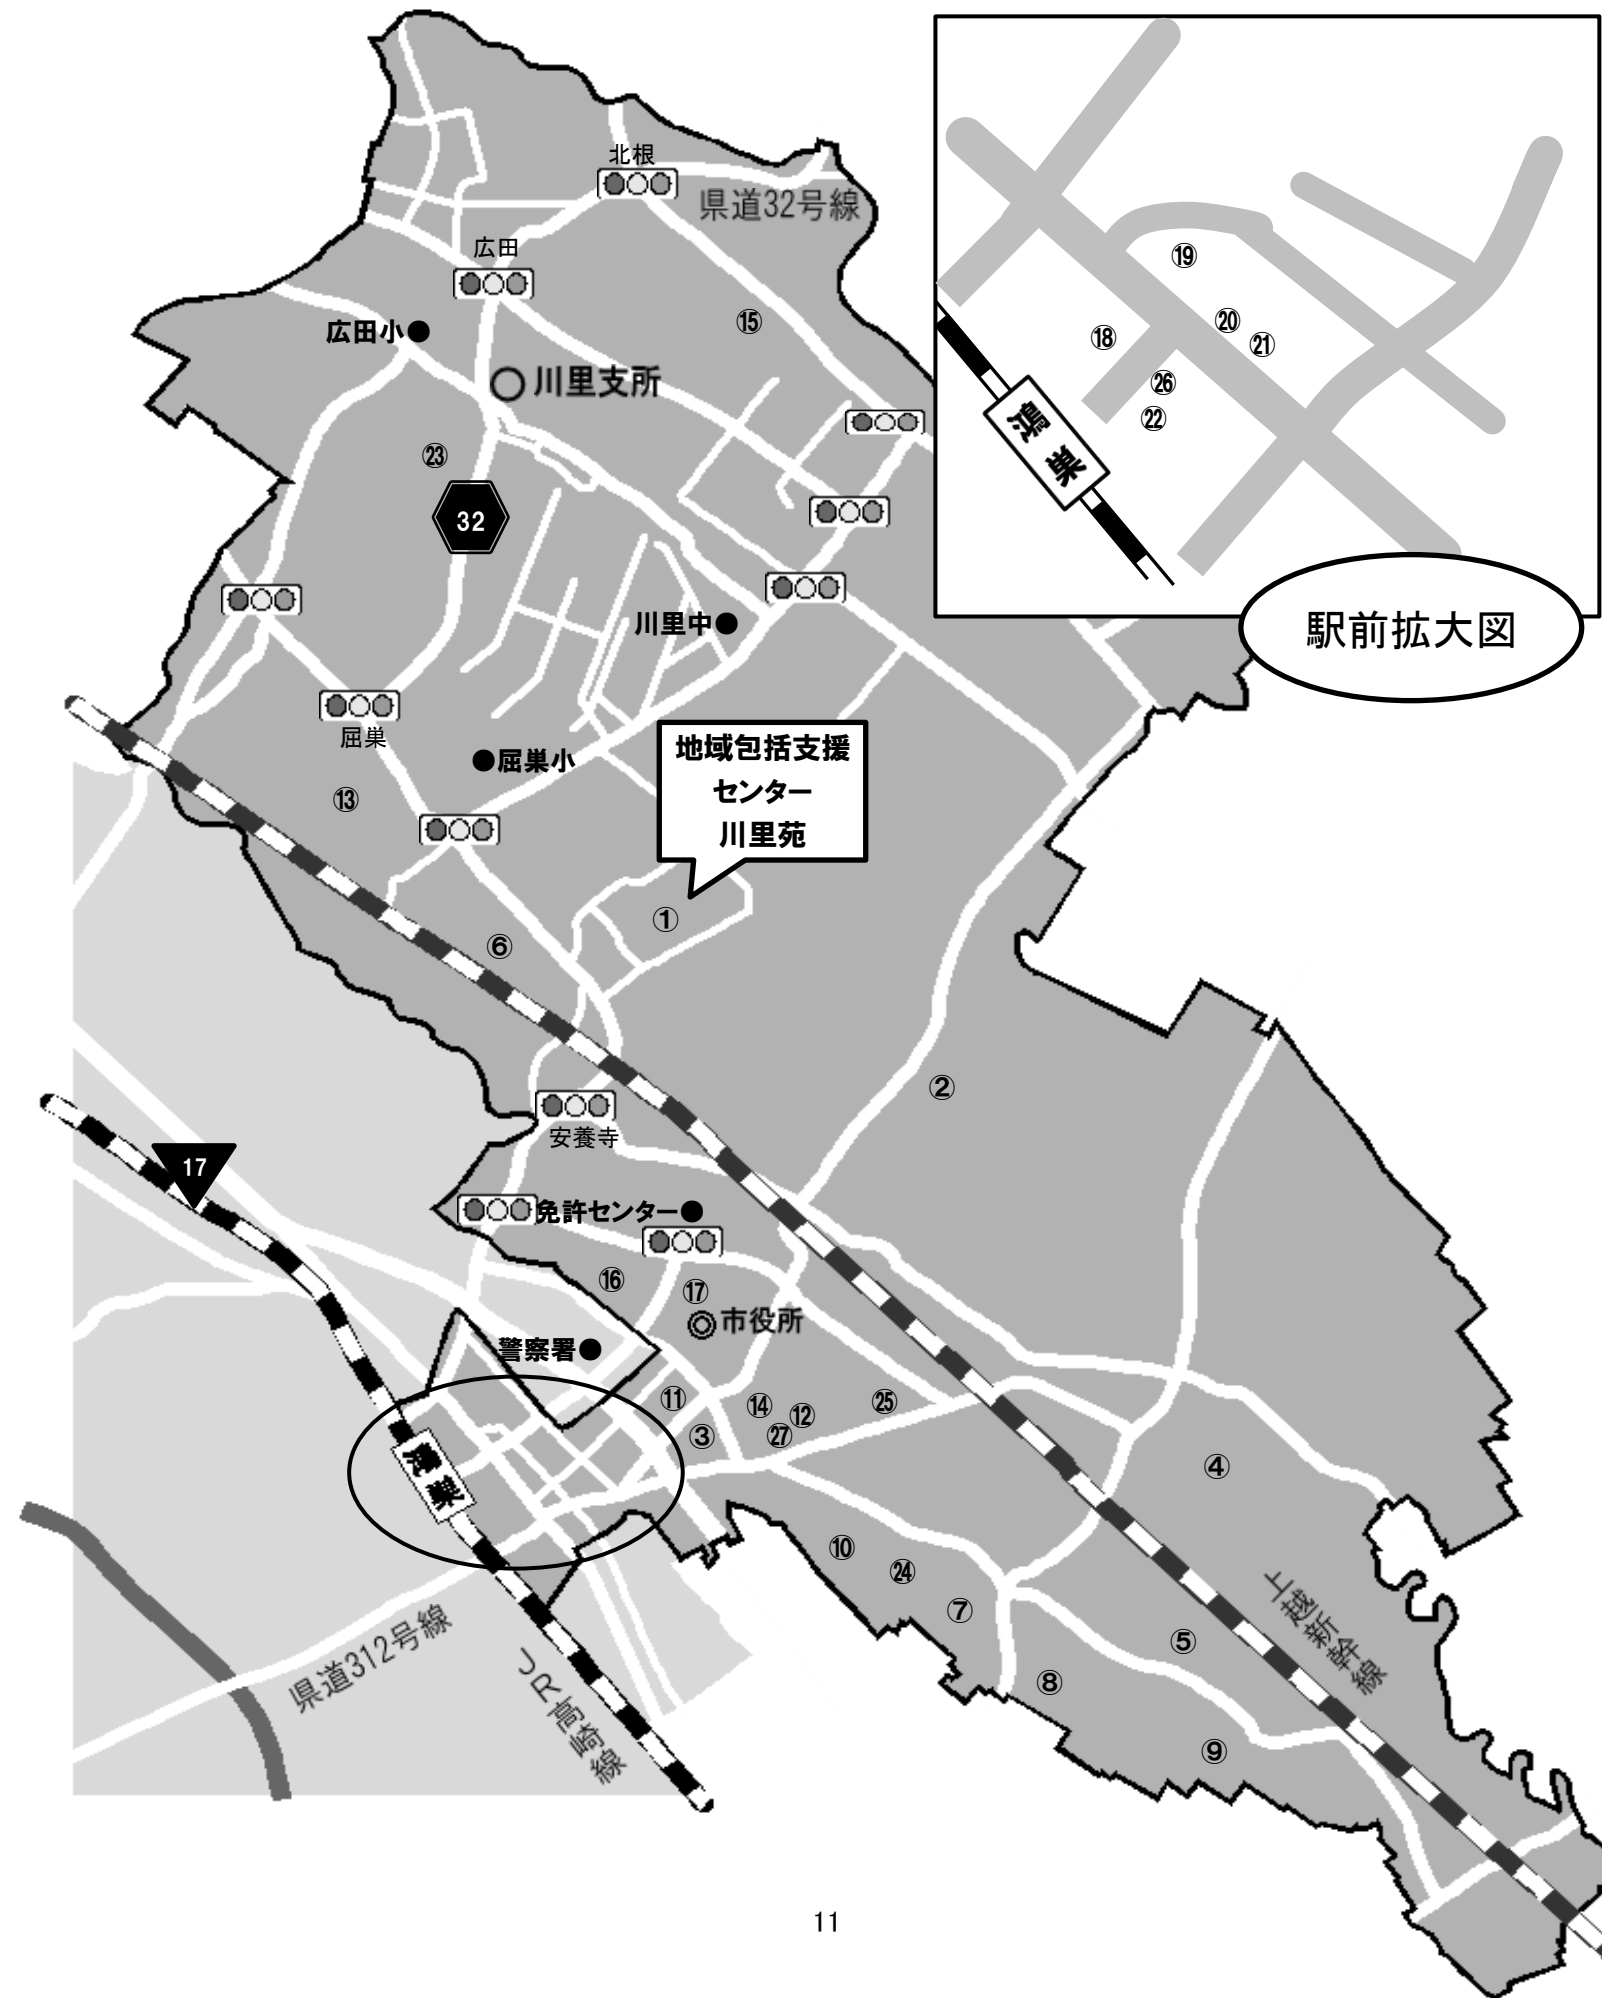 北根
県道32号線
広田
広田小●
⑮
○川里支所
㉓
32
川里中●
屈巣
●屈巣小
⑬
地域包括支援
センター
川里苑
①
⑥
②
安養寺
17
免許センター●
⑯
⑰
◎市役所
警察署●
⑪
⑭
⑫
㉕
③
㉗
④
鴻巣
⑩
㉔
⑦
⑤
⑧
⑨
上越新幹線
県道312号線
JR高崎線
⑲
⑳
㉑
⑱
㉖
㉒
鴻巣
駅前拡大図
11